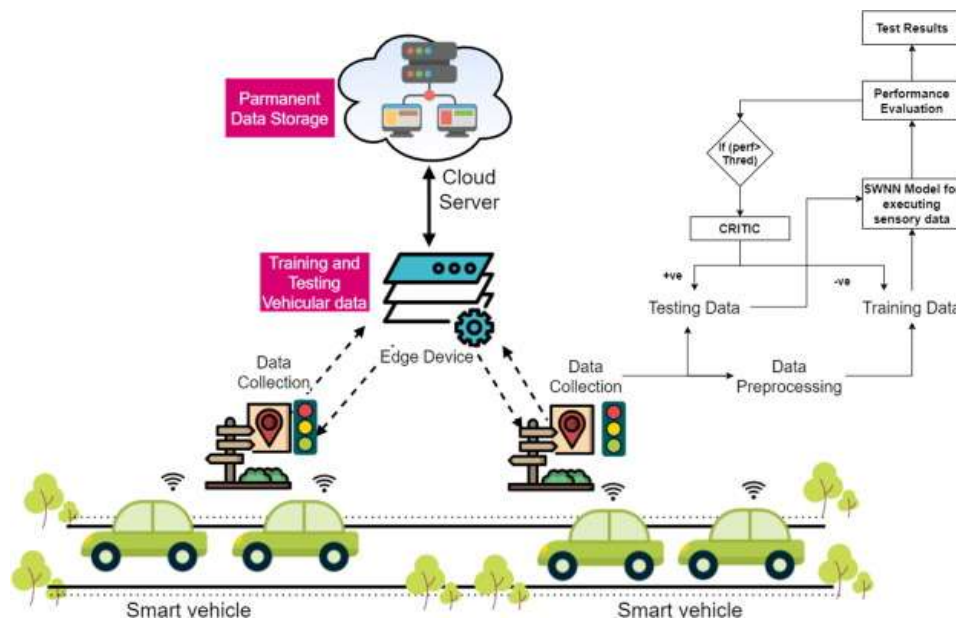 Parmanent
Data Storage
Cloud
Server
Training and
Testing
Vehicular data
Edge Device
Data
Collection
Data
Collection
Smart vehicle
Smart vehicle
Test Results
Performance
Evaluation
If (perf>
Thred)
CRITIC
SWNN Model for
executing
sensory data
+ve
-ve
Testing Data
Training Data
Data
Preprocessing